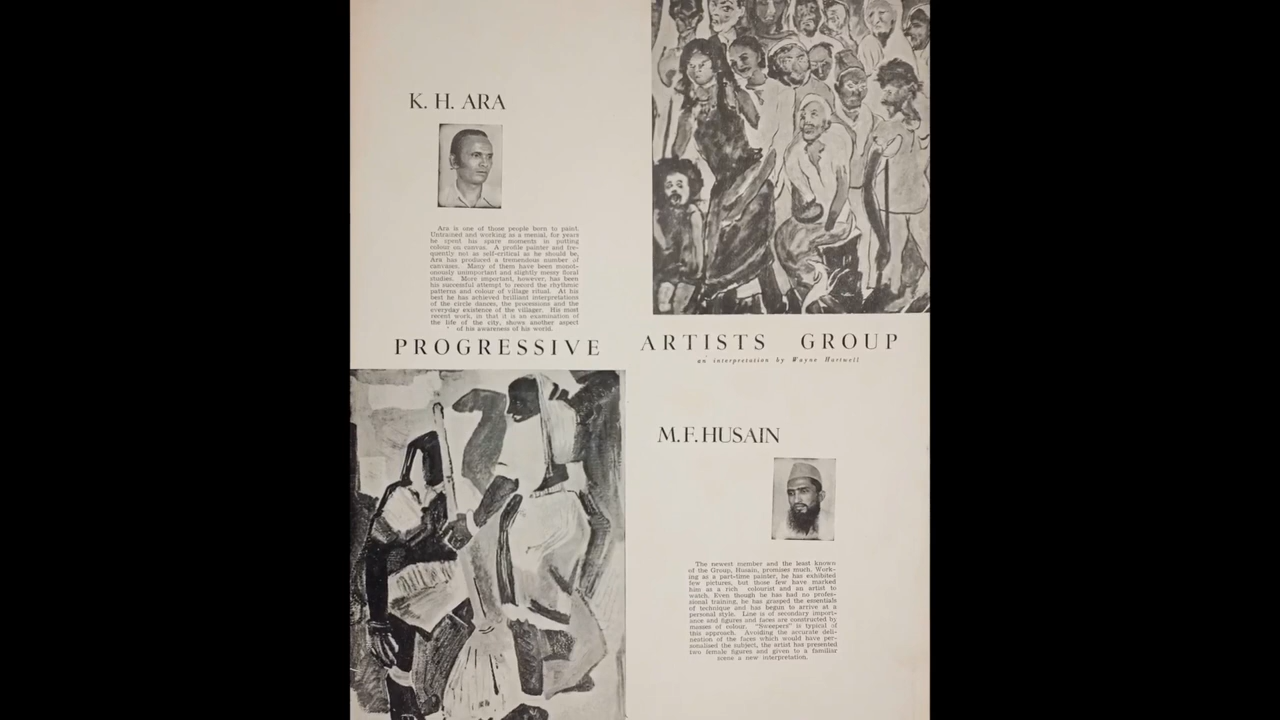 K. H. ARA
Ara is one of those people born to paint.
Untrained and working as a menial, for years
he spent his spare moments in putting
colour on canvas. A profile painter and fre-
quently not as self-critical as he should be,
Ara has produced a tremendous number of
canvases. Many of them have been monot-
onously unimportant and slightly messy floral
studies. More important, however, has been
his successful attempt to record the rhythmic
patterns and colour of village ritual. At his
best he has achieved brilliant interpretations
of the circle dances, the processions and the
everyday existence of the villager. His most
recent work, in that it is an examination of
the life of the city, shows another aspect
of his awareness of his world.
PROGRESSIVE ARTISTS GROUP
an interpretation by Wayne Hartwell
M. F. HUSAIN
The newest member and the least known
of the Group, Husain, promises much. Work-
ing as a part-time painter, he has exhibited
few pictures, but those few have marked
him as a rich colourist and an artist to
watch. Even though he has had no profes-
sional training, he has grasped the essentials
of technique and has begun to arrive at a
personal style. Line is of secondary import-
ance and figures and faces are constructed by
masses of colour. "Sweepers" is typical of
this approach. Avoiding the accurate deli-
neation of the faces which would have per-
sonalised the subject, the artist has presented
two female figures and given to a familiar
scene a new interpretation.